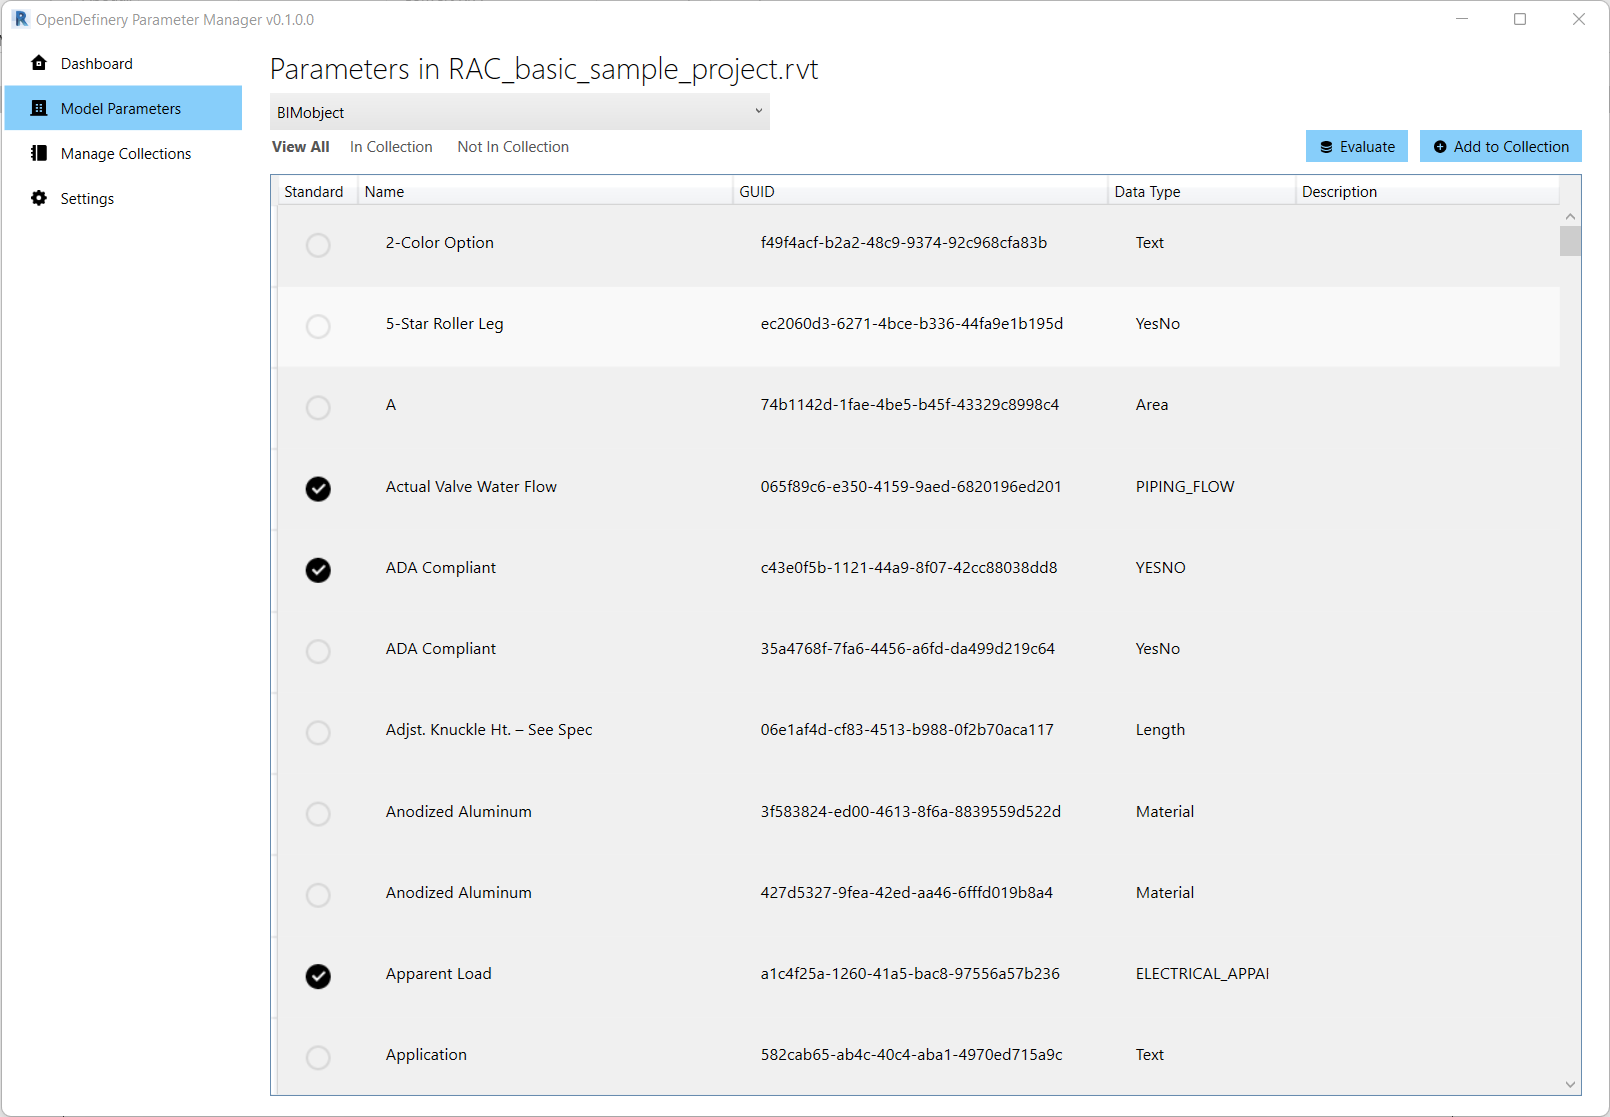 OpenDefinery Parameter Manager v0.1.0.0
Dashboard
Model Parameters
Manage Collections
Settings
Parameters in RAC_basic_sample_project.rvt
BIMobject
View All In Collection Not In Collection
Evaluate Add to Collection
Standard Name GUID Data Type Description
2-Color Option f49f4acf-b2a2-48c9-9374-92c968cfa83b Text
5-Star Roller Leg ec2060d3-6271-4bce-b336-44fa9e1b195d YesNo
A 74b1142d-1fae-4be5-b45f-43329c8998c4 Area
Actual Valve Water Flow 065f89c6-e350-4159-9aed-6820196ed201 PIPING_FLOW
ADA Compliant c43e0f5b-1121-44a9-8f07-42cc88038dd8 YESNO
ADA Compliant 35a4768f-7fa6-4456-a6fd-da499d219c64 YesNo
Adjst. Knuckle Ht. – See Spec 06e1af4d-cf83-4513-b988-0f2b70aca117 Length
Anodized Aluminum 3f583824-ed00-4613-8f6a-8839559d522d Material
Anodized Aluminum 427d5327-9fea-42ed-aa46-6fffd019b8a4 Material
Apparent Load a1c4f25a-1260-41a5-bac8-97556a57b236 ELECTRICAL_APPAI
Application 582cab65-ab4c-40c4-aba1-4970ed715a9c Text